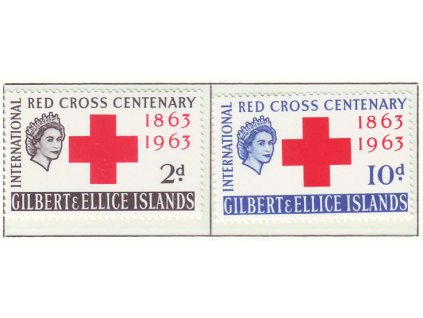 INTERNATIONAL
RED CROSS CENTENARY
1863
1963
2d.
GILBERT & ELLICE ISLANDS
INTERNATIONAL
RED CROSS CENTENARY
1863
1963
10d
GILBERT & ELLICE ISLANDS